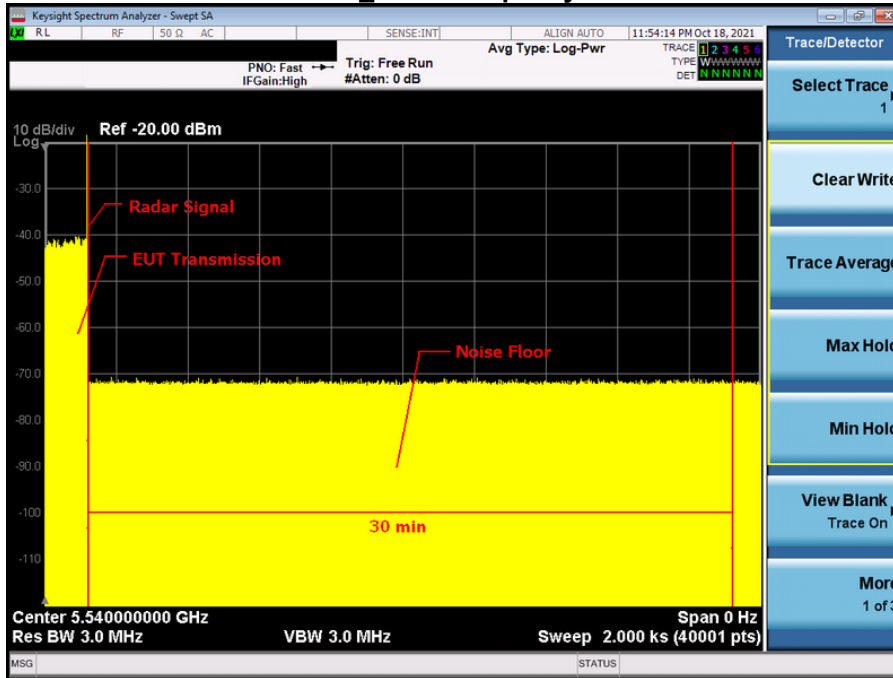 Keysight Spectrum Analyzer - Swept SA
LXI RL RF 50 Ω AC SENSE:INT ALIGN AUTO 11:54:14 PM Oct 18, 2021
Avg Type: Log-Pwr TRACE 1 2 3 4 5 6
PNO: Fast Trig: Free Run TYPE WWWWWW
IFGain:High #Atten: 0 dB DET N N N N N N
10 dB/div Ref -20.00 dBm
Log
-30.0
Radar Signal
-40.0
EUT Transmission
-50.0
-60.0
Noise Floor
-70.0
-80.0
-90.0
-100
30 min
-110
Center 5.540000000 GHz Span 0 Hz
Res BW 3.0 MHz VBW 3.0 MHz Sweep 2.000 ks (40001 pts)
MSG STATUS
Trace/Detector
Select Trace
1
Clear Write
Trace Average
Max Hold
Min Hold
View Blank
Trace On
More
1 of 3